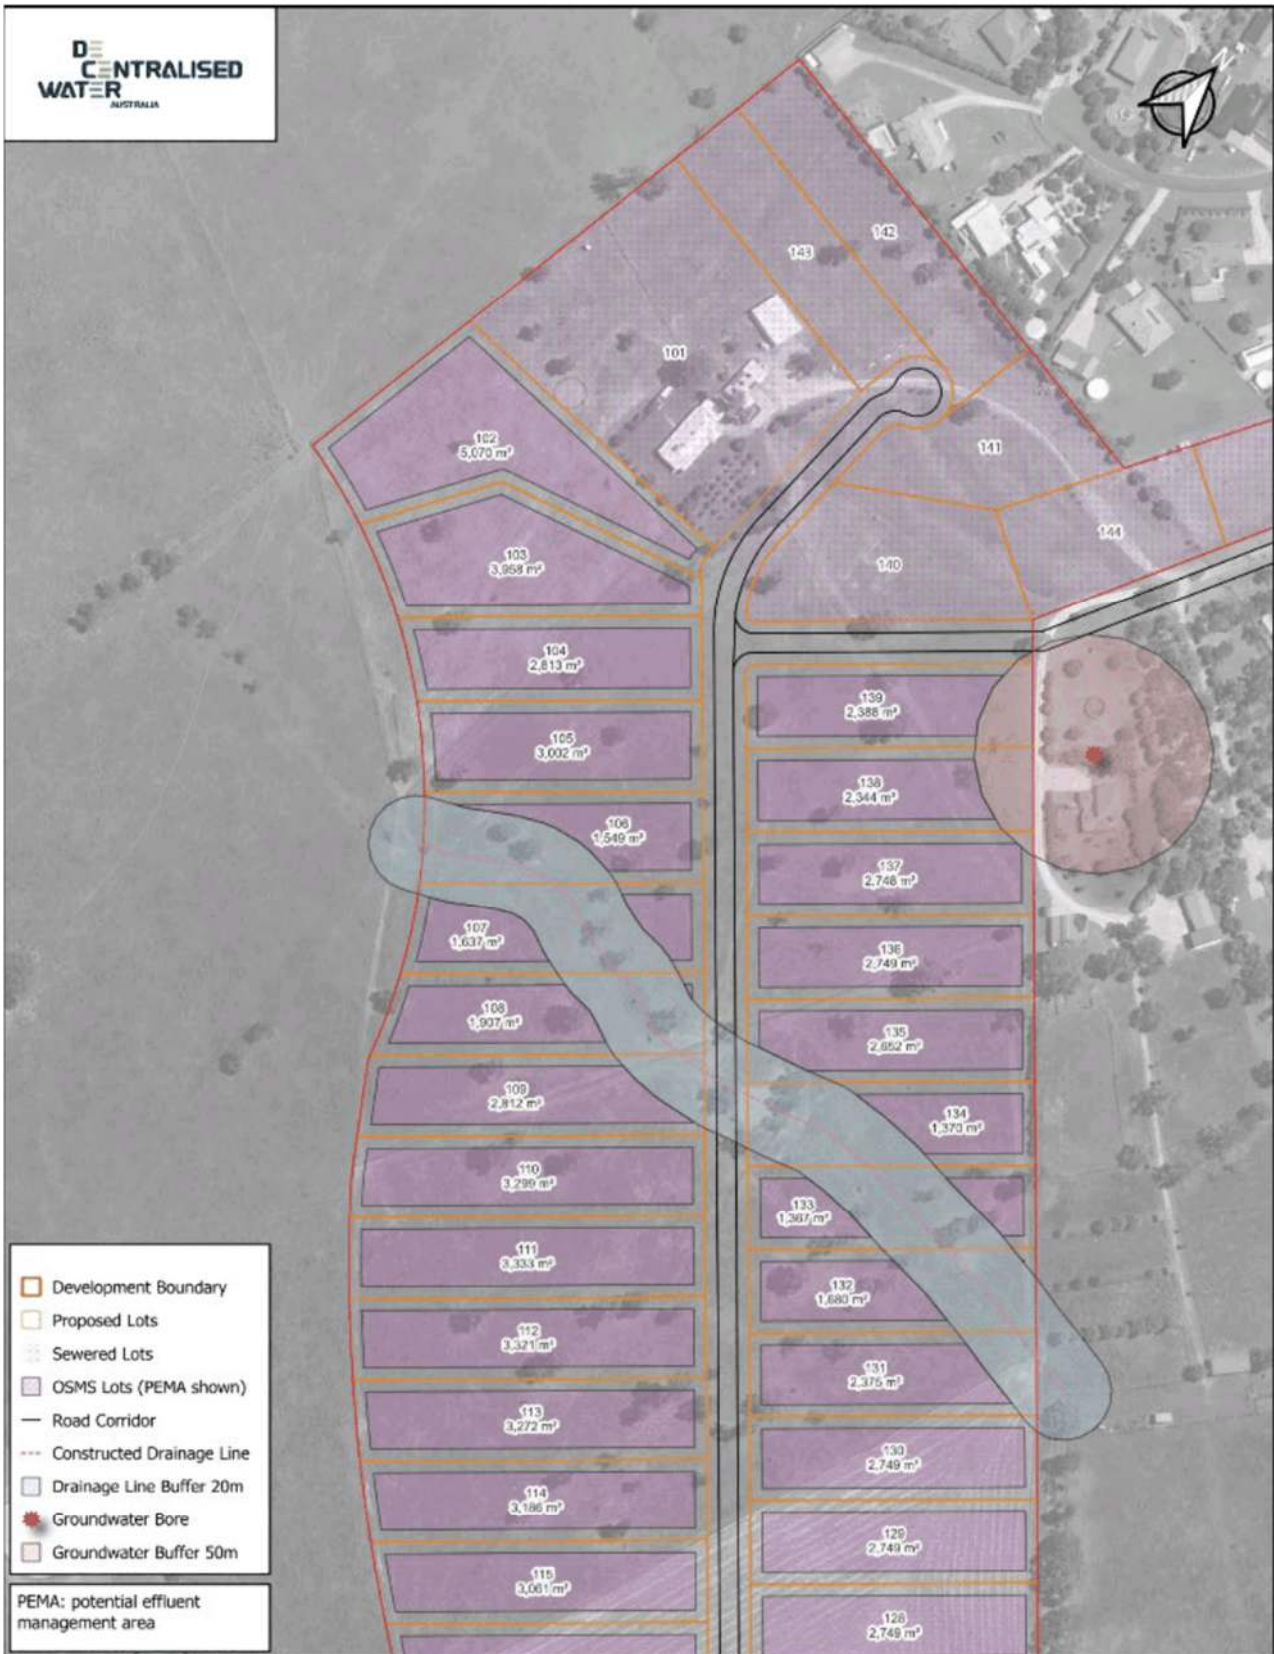 DE
CENTRALISED
WATER
AUSTRALIA
N
142
143
101
102
5,070 m²
141
144
103
3,958 m²
140
104
2,813 m²
139
2,388 m²
105
3,002 m²
138
2,344 m²
106
1,549 m²
137
2,748 m²
107
1,637 m²
136
2,749 m²
108
1,907 m²
135
2,652 m²
109
2,812 m²
134
1,370 m²
110
3,299 m²
133
1,367 m²
111
3,333 m²
132
1,680 m²
112
3,321 m²
131
2,375 m²
113
3,272 m²
130
2,749 m²
114
3,186 m²
129
2,749 m²
115
3,061 m²
128
2,749 m²
Development Boundary
Proposed Lots
Sewered Lots
OSMS Lots (PEMA shown)
Road Corridor
Constructed Drainage Line
Drainage Line Buffer 20m
Groundwater Bore
Groundwater Buffer 50m
PEMA: potential effluent
management area